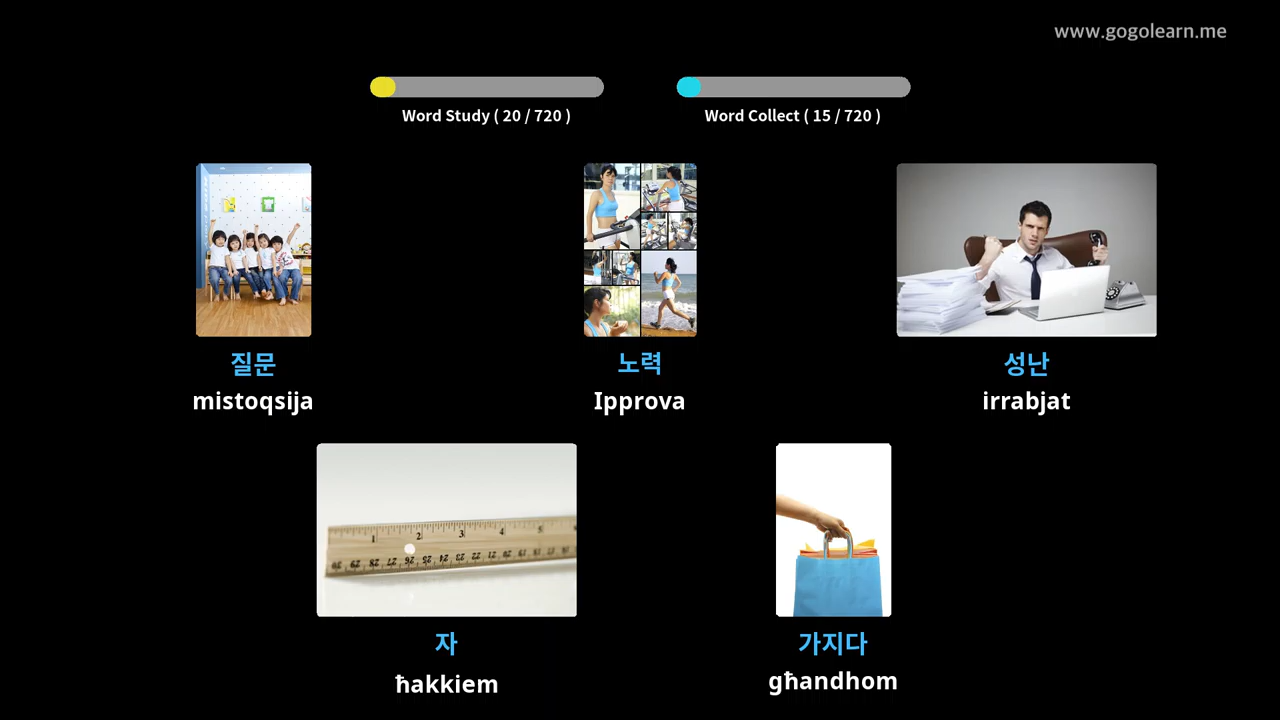 www.gogolearn.me
Word Study ( 20 / 720 )
Word Collect ( 15 / 720 )
질문
mistoqsija
노력
Ipprova
성난
irrabjat
자
ħakkiem
가지다
għandhom